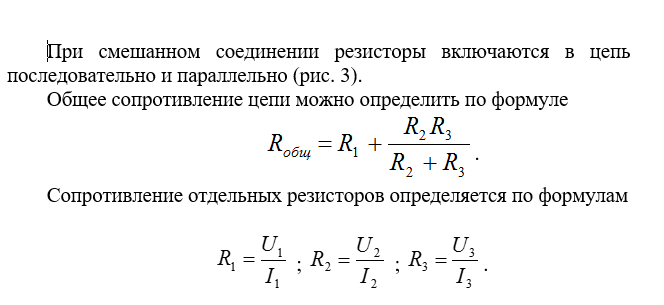 При смешанном соединении резисторы включаются в цепь
последовательно и параллельно (рис. 3).
Общее сопротивление цепи можно определить по формуле
R_общ = R_1 + \frac{R_2 R_3}{R_2 + R_3} .
Сопротивление отдельных резисторов определяется по формулам
R_1 = \frac{U_1}{I_1} ; R_2 = \frac{U_2}{I_2} ; R_3 = \frac{U_3}{I_3} .